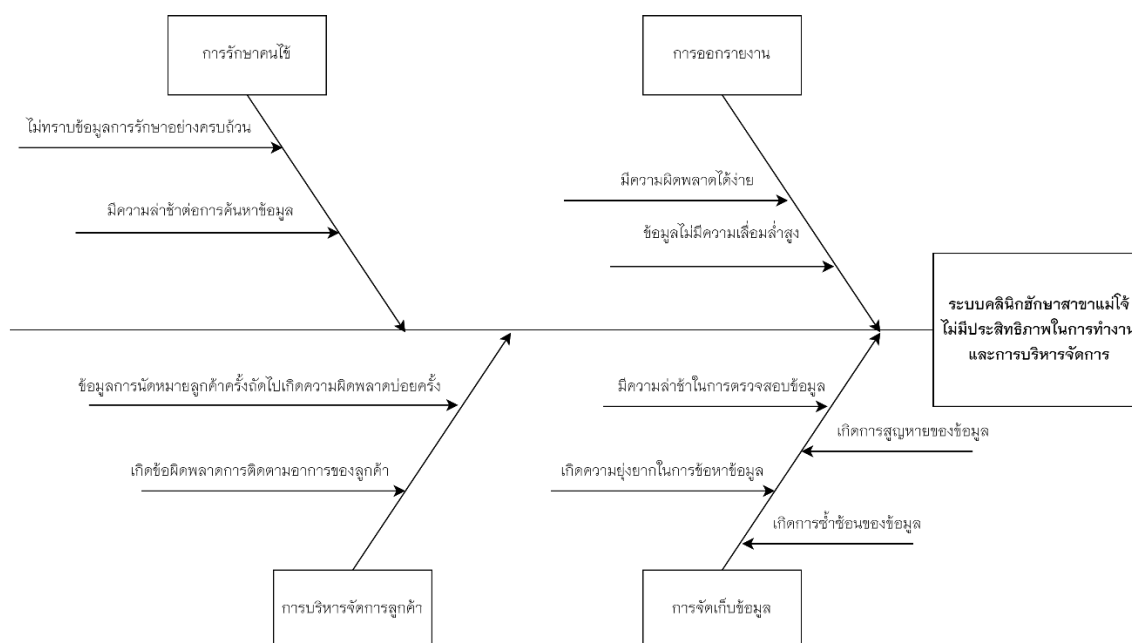 การรักษาคนไข้
การออกรายงาน
ไม่ทราบข้อมูลการรักษาอย่างครบถ้วน
มีความล่าช้าต่อการค้นหาข้อมูล
มีความผิดพลาดได้ง่าย
ข้อมูลไม่มีความเลื่อมล่ำสูง
ระบบคลินิกฮักษาสาขาแม่โจ้
ไม่มีประสิทธิภาพในการทำงาน
และการบริหารจัดการ
ข้อมูลการนัดหมายลูกค้าครั้งถัดไปเกิดความผิดพลาดบ่อยครั้ง
เกิดข้อผิดพลาดการติดตามอาการของลูกค้า
มีความล่าช้าในการตรวจสอบข้อมูล
เกิดการสูญหายของข้อมูล
เกิดความยุ่งยากในการข้อหาข้อมูล
เกิดการซ้ำซ้อนของข้อมูล
การบริหารจัดการลูกค้า
การจัดเก็บข้อมูล